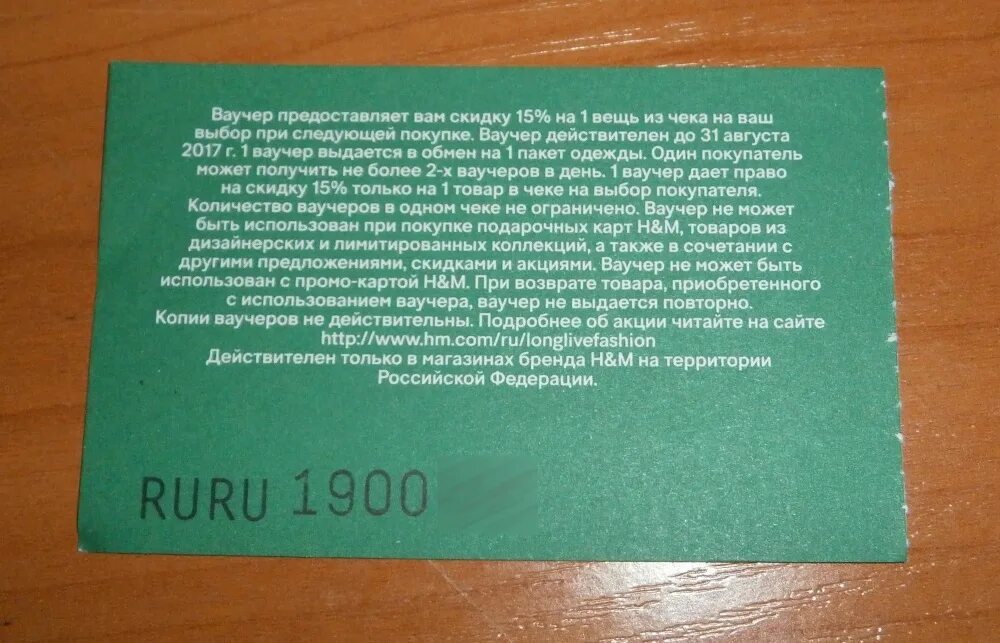 Ваучер предоставляет вам скидку 15% на 1 вещь из чека на ваш
выбор при следующей покупке. Ваучер действителен до 31 августа
2017 г. 1 ваучер выдается в обмен на 1 пакет одежды. Один покупатель
может получить не более 2-х ваучеров в день. 1 ваучер дает право
на скидку 15% только на 1 товар в чеке на выбор покупателя.
Количество ваучеров в одном чеке не ограничено. Ваучер не может
быть использован при покупке подарочных карт H&M, товаров из
дизайнерских и лимитированных коллекций, а также в сочетании с
другими предложениями, скидками и акциями. Ваучер не может быть
использован с промо-картой H&M. При возврате товара, приобретенного
с использованием ваучера, ваучер не выдается повторно.
Копии ваучеров не действительны. Подробнее об акции читайте на сайте
http://www.hm.com/ru/longlivefashion
Действителен только в магазинах бренда H&M на территории
Российской Федерации.
RURU 1900